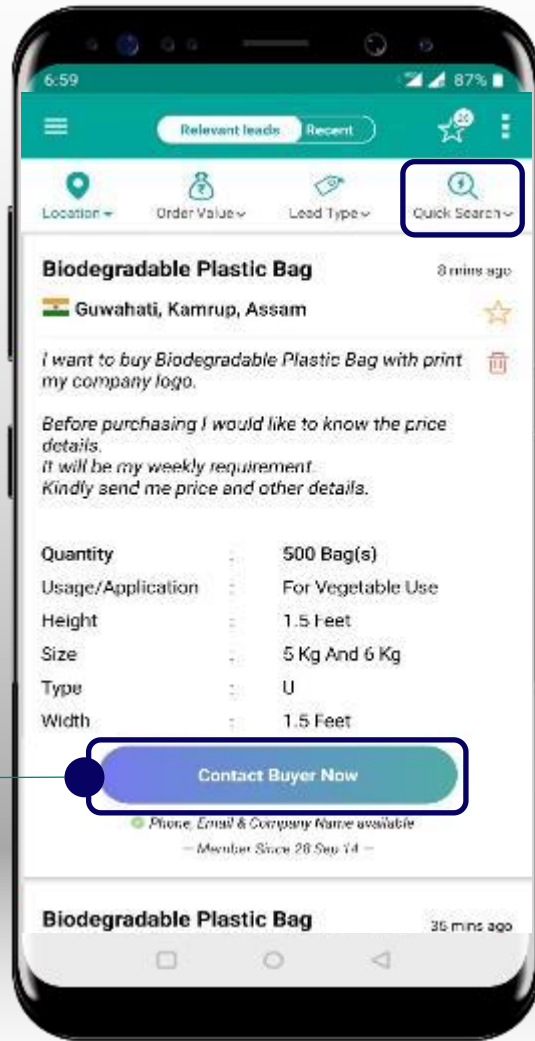 6:59
87%
Relevant leads Recent
20
Location Order Value Lead Type Quick Search
Biodegradable Plastic Bag 8 mins ago
Guwahati, Kamrup, Assam
I want to buy Biodegradable Plastic Bag with print
my company logo.
Before purchasing I would like to know the price
details.
It will be my weekly requirement.
Kindly send me price and other details.
Quantity : 500 Bag(s)
Usage/Application : For Vegetable Use
Height : 1.5 Feet
Size : 5 Kg And 6 Kg
Type : U
Width : 1.5 Feet
Contact Buyer Now
Phone, Email & Company Name available
— Member Since 28 Sep 14 —
Biodegradable Plastic Bag 35 mins ago